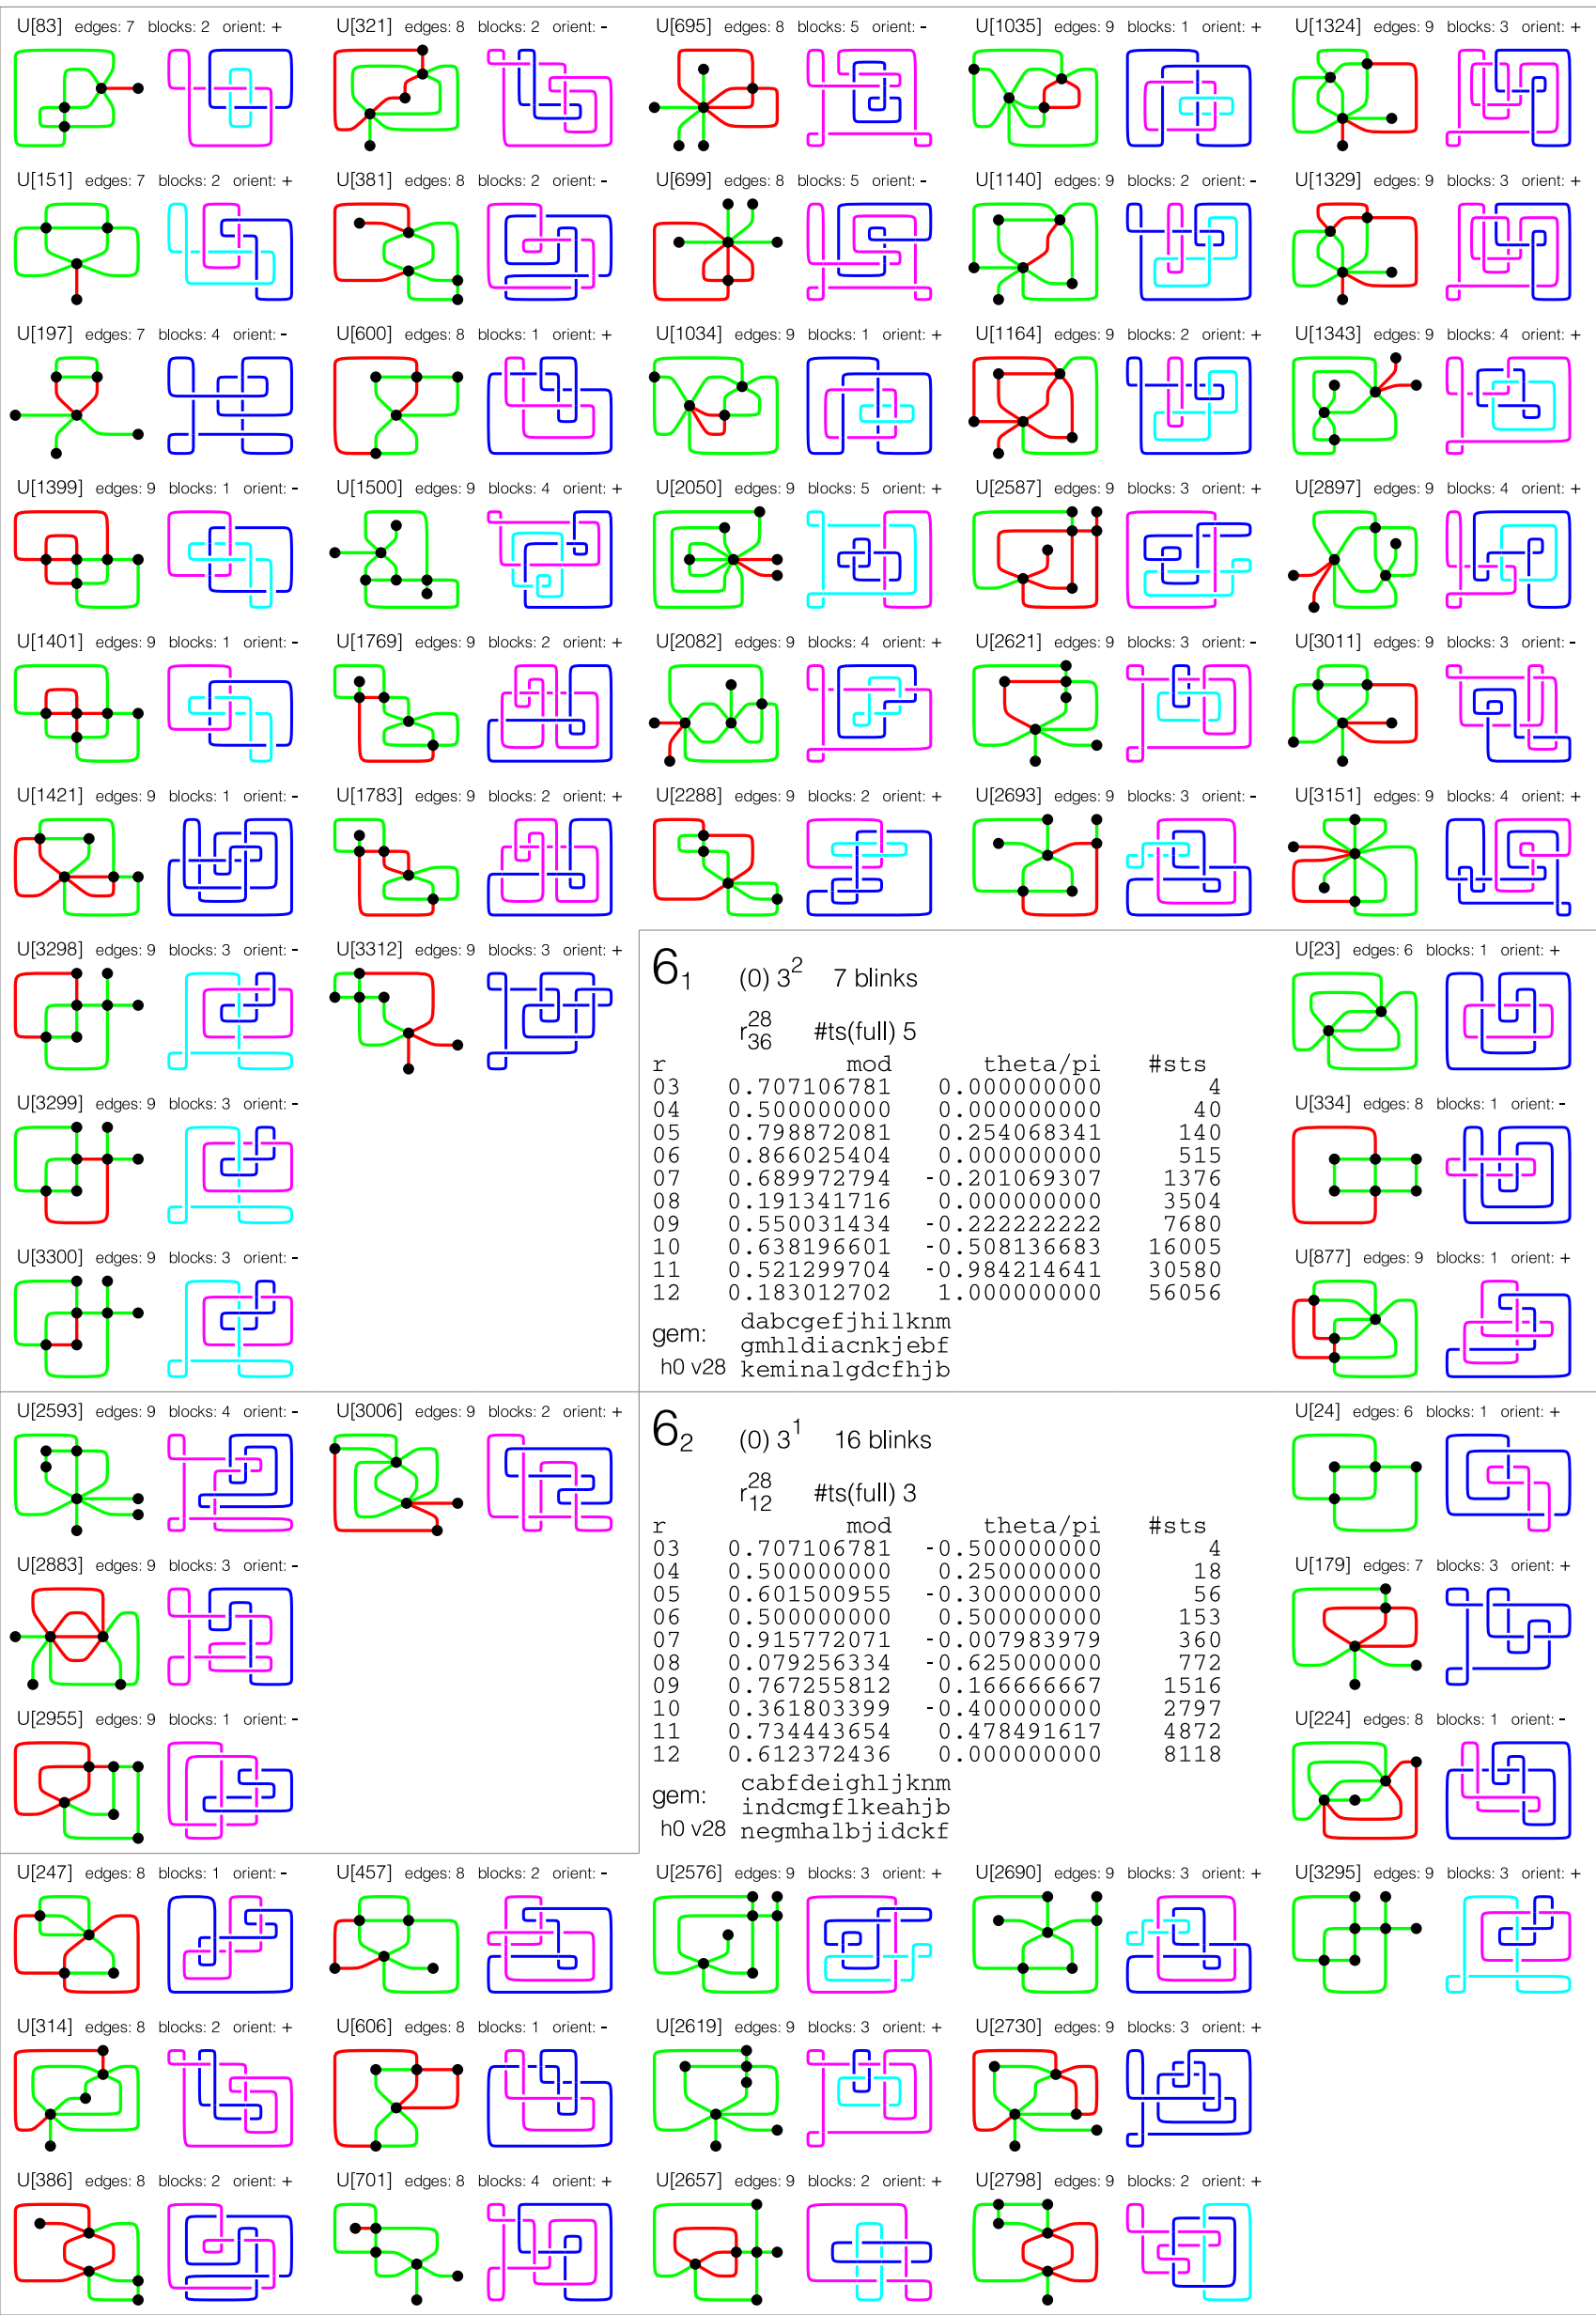 U[83] edges: 7 blocks: 2 orient: +
U[321] edges: 8 blocks: 2 orient: -
U[695] edges: 8 blocks: 5 orient: -
U[1035] edges: 9 blocks: 1 orient: +
U[1324] edges: 9 blocks: 3 orient: +
U[151] edges: 7 blocks: 2 orient: +
U[381] edges: 8 blocks: 2 orient: -
U[699] edges: 8 blocks: 5 orient: -
U[1140] edges: 9 blocks: 2 orient: -
U[1329] edges: 9 blocks: 3 orient: +
U[197] edges: 7 blocks: 4 orient: -
U[600] edges: 8 blocks: 1 orient: +
U[1034] edges: 9 blocks: 1 orient: +
U[1164] edges: 9 blocks: 2 orient: +
U[1343] edges: 9 blocks: 4 orient: +
U[1399] edges: 9 blocks: 1 orient: -
U[1500] edges: 9 blocks: 4 orient: +
U[2050] edges: 9 blocks: 5 orient: +
U[2587] edges: 9 blocks: 3 orient: +
U[2897] edges: 9 blocks: 4 orient: +
U[1401] edges: 9 blocks: 1 orient: -
U[1769] edges: 9 blocks: 2 orient: +
U[2082] edges: 9 blocks: 4 orient: +
U[2621] edges: 9 blocks: 3 orient: -
U[3011] edges: 9 blocks: 3 orient: -
U[1421] edges: 9 blocks: 1 orient: -
U[1783] edges: 9 blocks: 2 orient: +
U[2288] edges: 9 blocks: 2 orient: +
U[2693] edges: 9 blocks: 3 orient: -
U[3151] edges: 9 blocks: 4 orient: +
U[3298] edges: 9 blocks: 3 orient: -
U[3312] edges: 9 blocks: 3 orient: +
U[3299] edges: 9 blocks: 3 orient: -
U[3300] edges: 9 blocks: 3 orient: -
6₁ (0) 3² 7 blinks
r₃₆²⁸ #ts(full) 5
r mod theta/pi #sts
03 0.707106781 0.000000000 4
04 0.500000000 0.000000000 40
05 0.798872081 0.254068341 140
06 0.866025404 0.000000000 515
07 0.689972794 -0.201069307 1376
08 0.191341716 0.000000000 3504
09 0.550031434 -0.222222222 7680
10 0.638196601 -0.508136683 16005
11 0.521299704 -0.984214641 30580
12 0.183012702 1.000000000 56056
gem: dabcgefjhilknm
gmhldiacnkjebf
h0 v28 keminalgdcfhjb
U[23] edges: 6 blocks: 1 orient: +
U[334] edges: 8 blocks: 1 orient: -
U[877] edges: 9 blocks: 1 orient: +
U[2593] edges: 9 blocks: 4 orient: -
U[3006] edges: 9 blocks: 2 orient: +
U[2883] edges: 9 blocks: 3 orient: -
U[2955] edges: 9 blocks: 1 orient: -
6₂ (0) 3¹ 16 blinks
r₁₂²⁸ #ts(full) 3
r mod theta/pi #sts
03 0.707106781 -0.500000000 4
04 0.500000000 0.250000000 18
05 0.601500955 -0.300000000 56
06 0.500000000 0.500000000 153
07 0.915772071 -0.007983979 360
08 0.079256334 -0.625000000 772
09 0.767255812 0.166666667 1516
10 0.361803399 -0.400000000 2797
11 0.734443654 0.478491617 4872
12 0.612372436 0.000000000 8118
gem: cabfdeighljknm
indcmgflkeahjb
h0 v28 negmhalbjidckf
U[24] edges: 6 blocks: 1 orient: +
U[179] edges: 7 blocks: 3 orient: +
U[224] edges: 8 blocks: 1 orient: -
U[247] edges: 8 blocks: 1 orient: -
U[457] edges: 8 blocks: 2 orient: -
U[2576] edges: 9 blocks: 3 orient: +
U[2690] edges: 9 blocks: 3 orient: +
U[3295] edges: 9 blocks: 3 orient: +
U[314] edges: 8 blocks: 2 orient: +
U[606] edges: 8 blocks: 1 orient: -
U[2619] edges: 9 blocks: 3 orient: +
U[2730] edges: 9 blocks: 3 orient: +
U[386] edges: 8 blocks: 2 orient: +
U[701] edges: 8 blocks: 4 orient: +
U[2657] edges: 9 blocks: 2 orient: +
U[2798] edges: 9 blocks: 2 orient: +